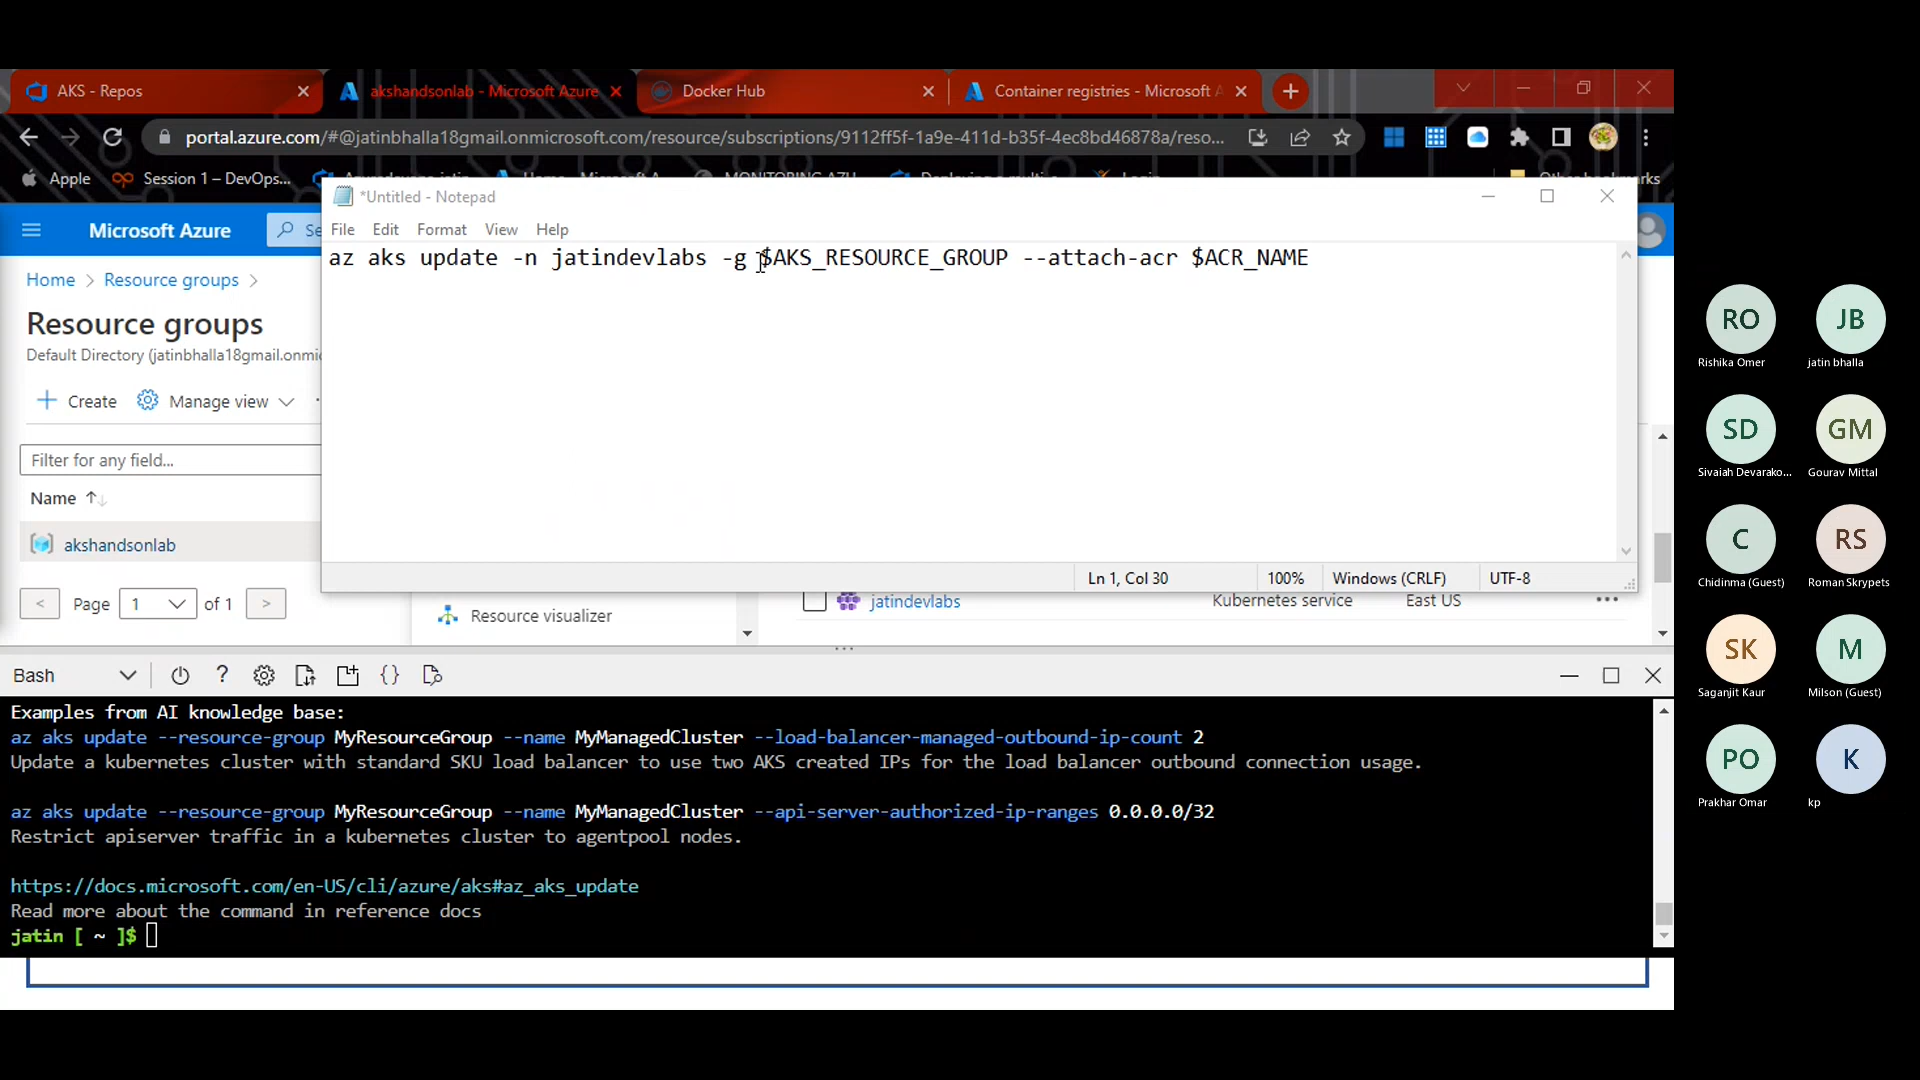 AKS - Repos
akshandsonlab - Microsoft Azure
Docker Hub
Container registries - Microsoft A
portal.azure.com/#@jatinbhalla18gmail.onmicrosoft.com/resource/subscriptions/9112ff5f-1a9e-411d-b35f-4ec8bd46878a/reso...
Apple
Session 1 – DevOps...
*Untitled - Notepad
Microsoft Azure
File Edit Format View Help
az aks update -n jatindevlabs -g $AKS_RESOURCE_GROUP --attach-acr $ACR_NAME
Home > Resource groups >
Resource groups
Default Directory (jatinbhalla18gmail.onmic
Create Manage view
Filter for any field...
Name
akshandsonlab
< Page 1 of 1 >
Ln 1, Col 30 100% Windows (CRLF) UTF-8
jatindevlabs Kubernetes service East US ...
Resource visualizer
Bash
Examples from AI knowledge base:
az aks update --resource-group MyResourceGroup --name MyManagedCluster --load-balancer-managed-outbound-ip-count 2
Update a kubernetes cluster with standard SKU load balancer to use two AKS created IPs for the load balancer outbound connection usage.
az aks update --resource-group MyResourceGroup --name MyManagedCluster --api-server-authorized-ip-ranges 0.0.0.0/32
Restrict apiserver traffic in a kubernetes cluster to agentpool nodes.
https://docs.microsoft.com/en-US/cli/azure/aks#az_aks_update
Read more about the command in reference docs
jatin [ ~ ]$
RO JB
Rishika Omer jatin bhalla
SD GM
Sivaiah Devarako... Gourav Mittal
C RS
Chidinma (Guest) Roman Skrypets
SK M
Saganjit Kaur Milson (Guest)
PO K
Prakhar Omar kp